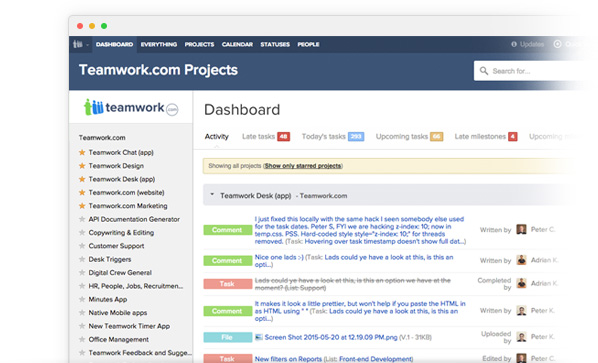 DASHBOARD EVERYTHING PROJECTS CALENDAR STATUSES PEOPLE Updates
Teamwork.com Projects
Search for...
teamwork.com
Dashboard
Activity Late tasks 48 Today's tasks 393 Upcoming tasks 66 Late milestones 4 Upcoming
Showing all projects (Show only starred projects)
Teamwork.com
Teamwork Chat (app)
Teamwork Design
Teamwork Desk (app)
Teamwork.com (website)
Teamwork.com Marketing
API Documentation Generator
Copywriting & Editing
Customer Support
Desk Triggers
Digital Crew General
HR, People, Jobs, Recruitmen...
Minutes App
Native Mobile apps
New Teamwork Timer App
Office Management
Teamwork Feedback and Sugge...
Teamwork Desk (app) - Teamwork.com
Comment
I just fixed this locally with the same hack I seen somebody else used
for the task dates. Peter S, FYI we are hacking z-index: 10; now in
temp.css. PSS. Hard-coded style style="z-index: 10;" for threads
removed. (Task: Hovering over task timestamp doesn't show full dat...)
Written by Peter C.
Comment
Nice one lads :-) (Task: Lads could ye have a look at this, is this an
opti...)
Written by Adrian K.
Task
Lads could ye have a look at this, is this an option we have at the
moment? (List: Support)
Completed
by Adrian K.
Comment
It makes it look a little prettier, but won't help if you paste the HTML in
as HTML using " " (Task: Lads could ye have a look at this, is this an
opti...)
Written by Peter K.
File
Screen Shot 2015-05-20 at 12.19.09 PM.png (V.1 - 31KB)
Uploaded
by Peter K.
Task
New filters on Reports (List: Front-end Development)
Edited by Peter K.